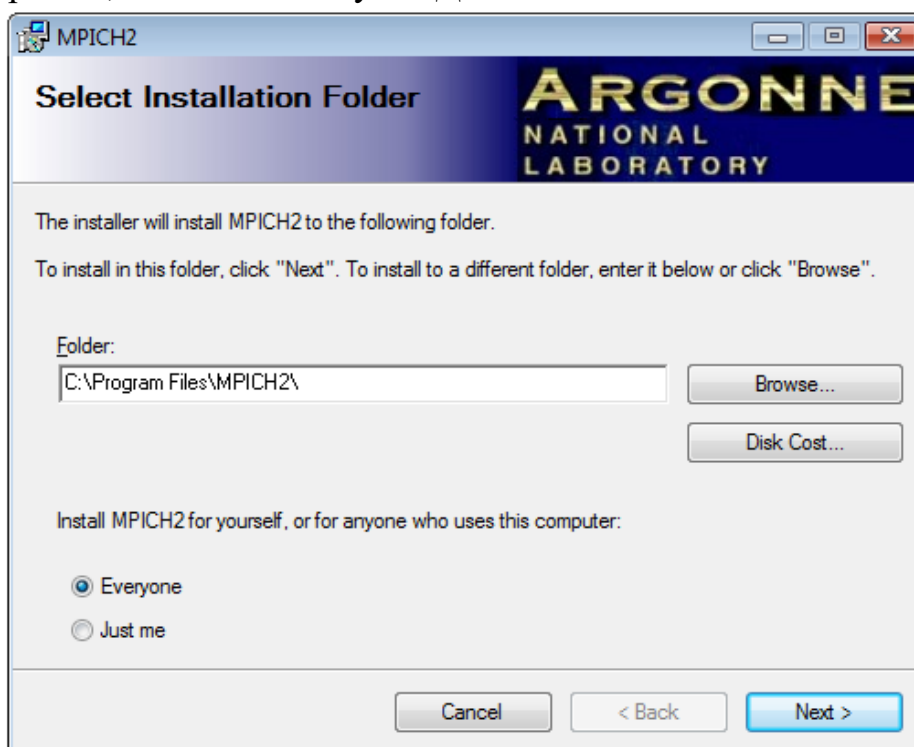 MPICH2
Select Installation Folder
ARGONNE
NATIONAL
LABORATORY
The installer will install MPICH2 to the following folder.
To install in this folder, click "Next". To install to a different folder, enter it below or click "Browse".
Folder:
C:\Program Files\MPICH2\
Browse...
Disk Cost...
Install MPICH2 for yourself, or for anyone who uses this computer:
Everyone
Just me
Cancel
< Back
Next >